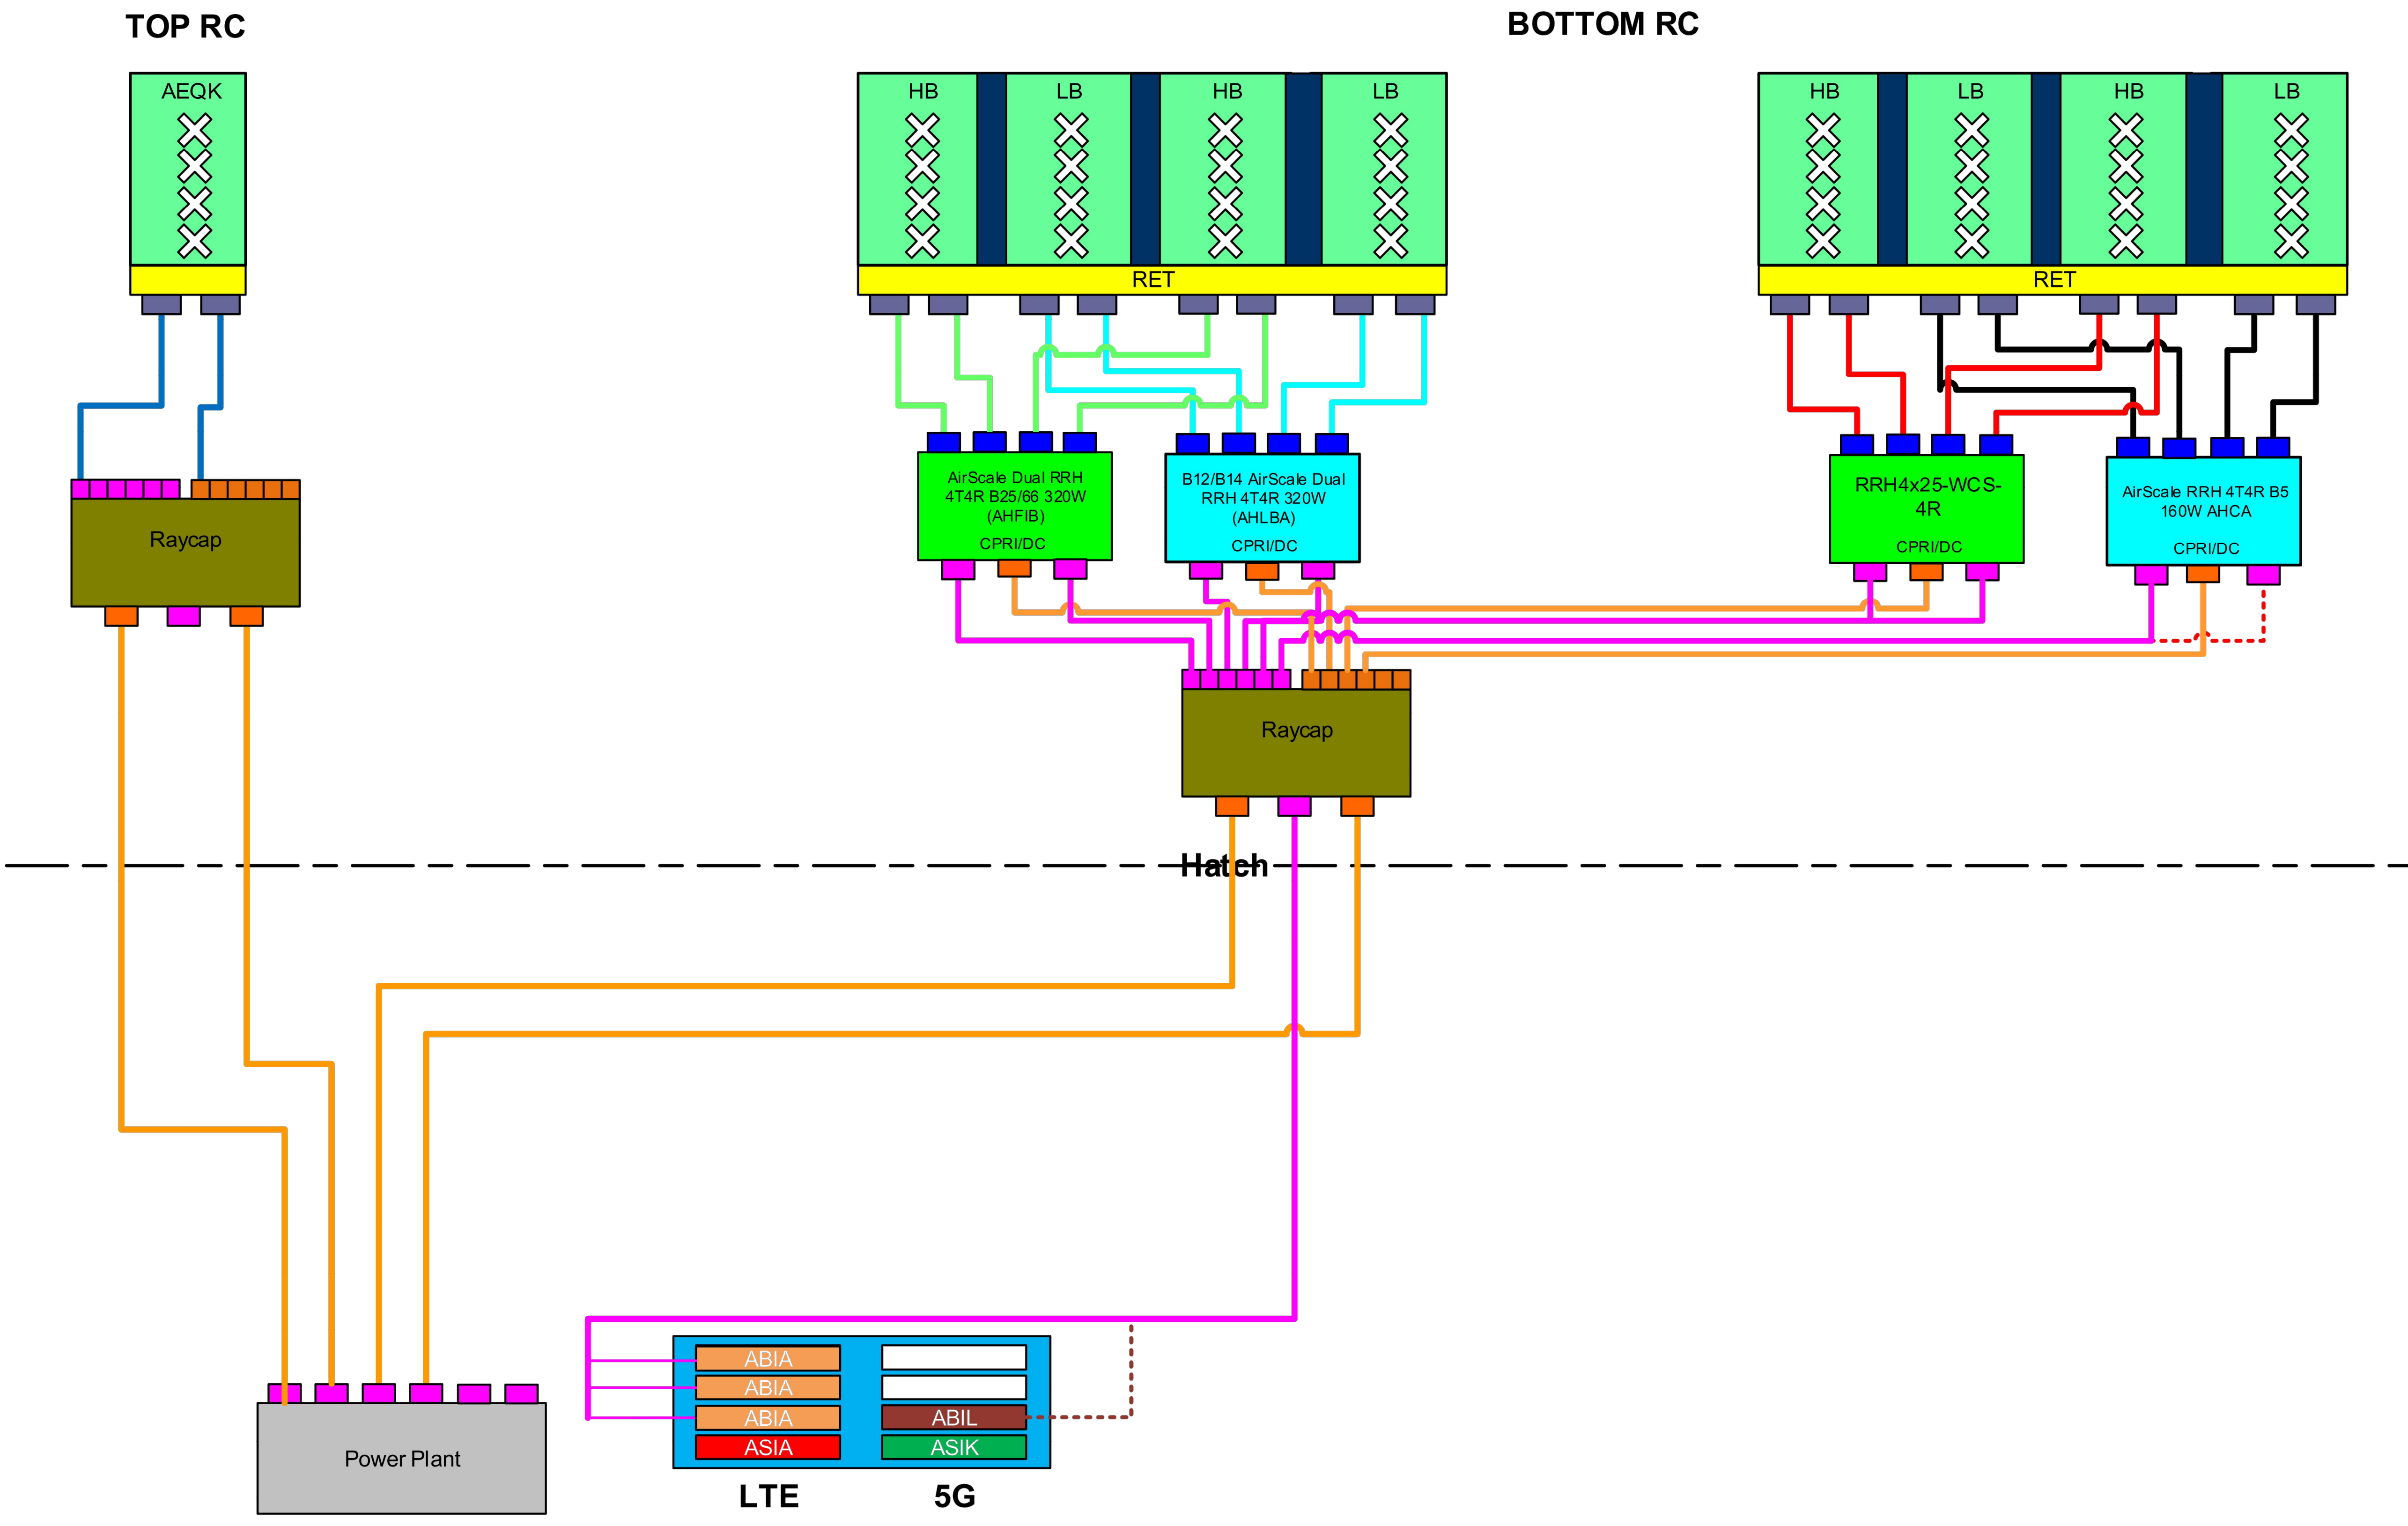 TOP RC
BOTTOM RC
AEQK
HB
LB
HB
LB
RET
HB
LB
HB
LB
RET
AirScale Dual RRH
4T4R B25/66 320W
(AHFIB)
CPRI/DC
B12/B14 AirScale Dual
RRH 4T4R 320W
(AHLBA)
CPRI/DC
RRH4x25-WCS-
4R
CPRI/DC
AirScale RRH 4T4R B5
160W AHCA
CPRI/DC
Raycap
Raycap
Hatch
ABIA
ABIA
ABIA
ABIL
ASIA
ASIK
Power Plant
LTE
5G